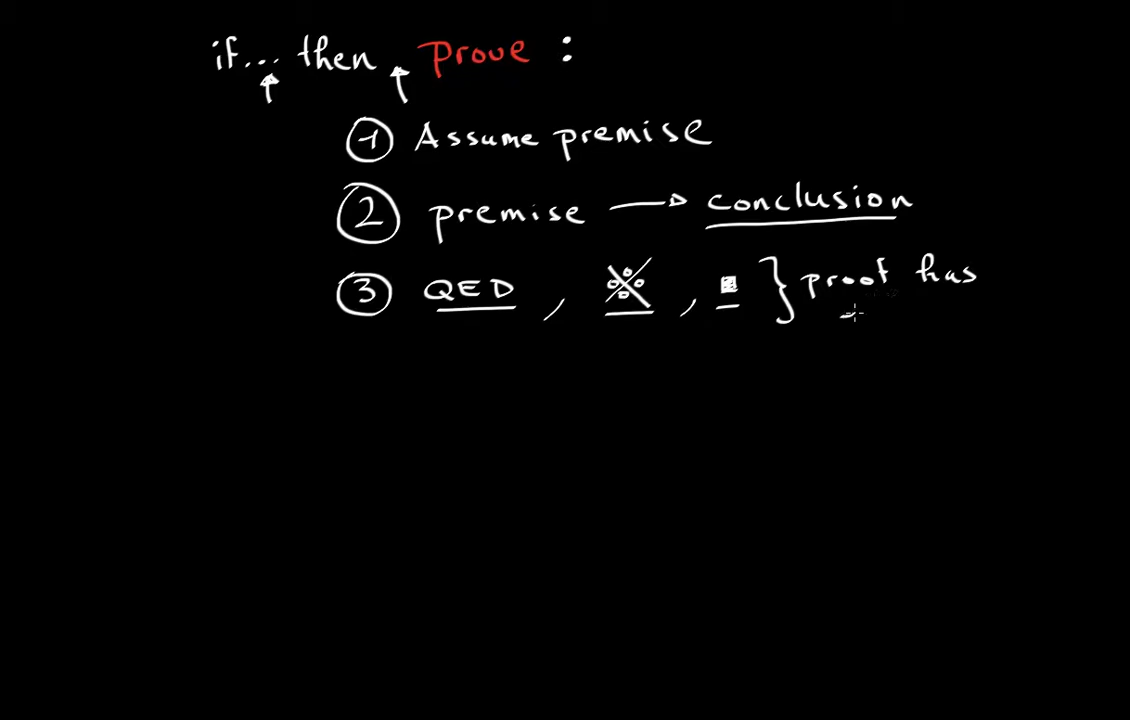 if... then prove :
1 Assume premise
2 premise → conclusion
3 QED , ※ , ■ } proof has